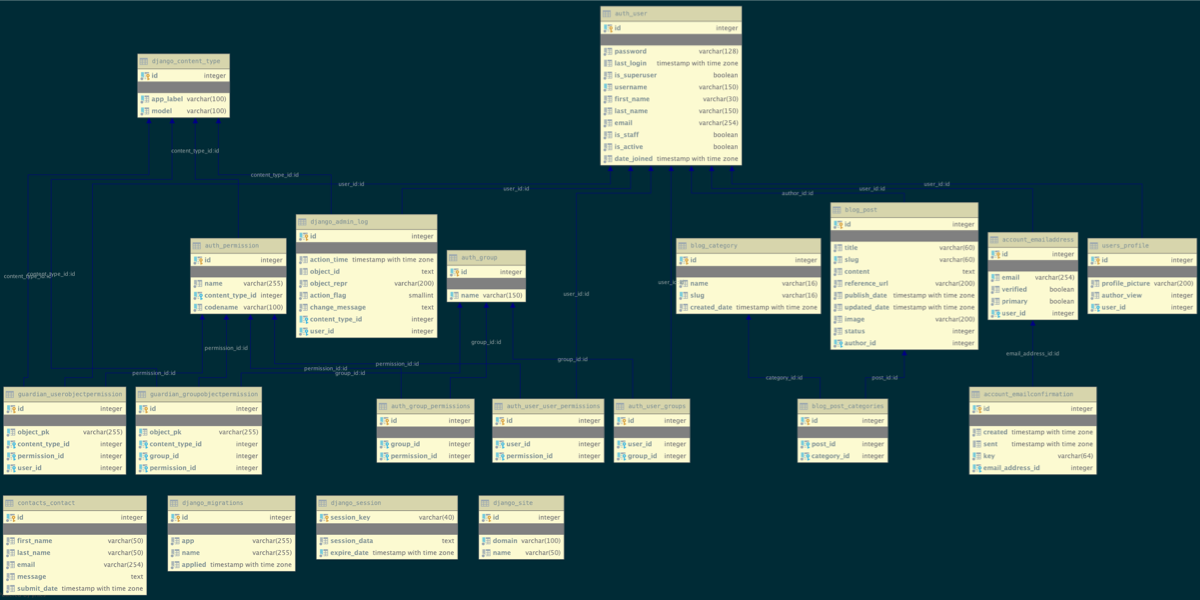 auth_user
id integer
password varchar(128)
last_login timestamp with time zone
is_superuser boolean
username varchar(150)
first_name varchar(30)
last_name varchar(150)
email varchar(254)
is_staff boolean
is_active boolean
date_joined timestamp with time zone
django_content_type
id integer
app_label varchar(100)
model varchar(100)
content_type_id:id
content_type_id:id
user_id:id
user_id:id
author_id:id
user_id:id
user_id:id
auth_permission
id integer
name varchar(255)
content_type_id integer
codename varchar(100)
django_admin_log
id integer
action_time timestamp with time zone
object_id text
object_repr varchar(200)
action_flag smallint
change_message text
content_type_id integer
user_id integer
auth_group
id integer
name varchar(150)
blog_category
id integer
name varchar(16)
slug varchar(16)
created_date timestamp with time zone
blog_post
id integer
title varchar(60)
slug varchar(60)
content text
reference_url varchar(200)
publish_date timestamp with time zone
updated_date timestamp with time zone
image varchar(200)
status integer
author_id integer
account_emailaddress
id integer
email varchar(254)
verified boolean
primary boolean
user_id integer
users_profile
id integer
profile_picture varchar(200)
author_view integer
user_id integer
content_type_id:id
user_id:id
permission_id:id
group_id:id
email_address_id:id
group_id:id
permission_id:id
permission_id:id
permission_id:id
group_id:id
category_id:id
post_id:id
guardian_userobjectpermission
id integer
object_pk varchar(255)
content_type_id integer
permission_id integer
user_id integer
guardian_groupobjectpermission
id integer
object_pk varchar(255)
content_type_id integer
group_id integer
permission_id integer
auth_group_permissions
id integer
group_id integer
permission_id integer
auth_user_user_permissions
id integer
user_id integer
permission_id integer
auth_user_groups
id integer
user_id integer
group_id integer
blog_post_categories
id integer
post_id integer
category_id integer
account_emailconfirmation
id integer
created timestamp with time zone
sent timestamp with time zone
key varchar(64)
email_address_id integer
contacts_contact
id integer
first_name varchar(50)
last_name varchar(50)
email varchar(254)
message text
submit_date timestamp with time zone
django_migrations
id integer
app varchar(255)
name varchar(255)
applied timestamp with time zone
django_session
session_key varchar(40)
session_data text
expire_date timestamp with time zone
django_site
id integer
domain varchar(100)
name varchar(50)